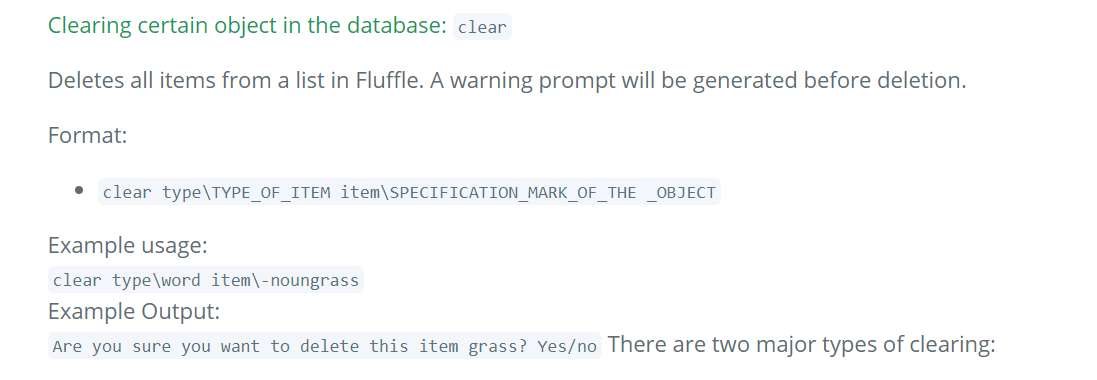 Clearing certain object in the database: clear
Deletes all items from a list in Fluffle. A warning prompt will be generated before deletion.
Format:
• clear type\TYPE_OF_ITEM item\SPECIFICATION_MARK_OF_THE _OBJECT
Example usage:
clear type\word item\-noungrass
Example Output:
Are you sure you want to delete this item grass? Yes/no There are two major types of clearing: